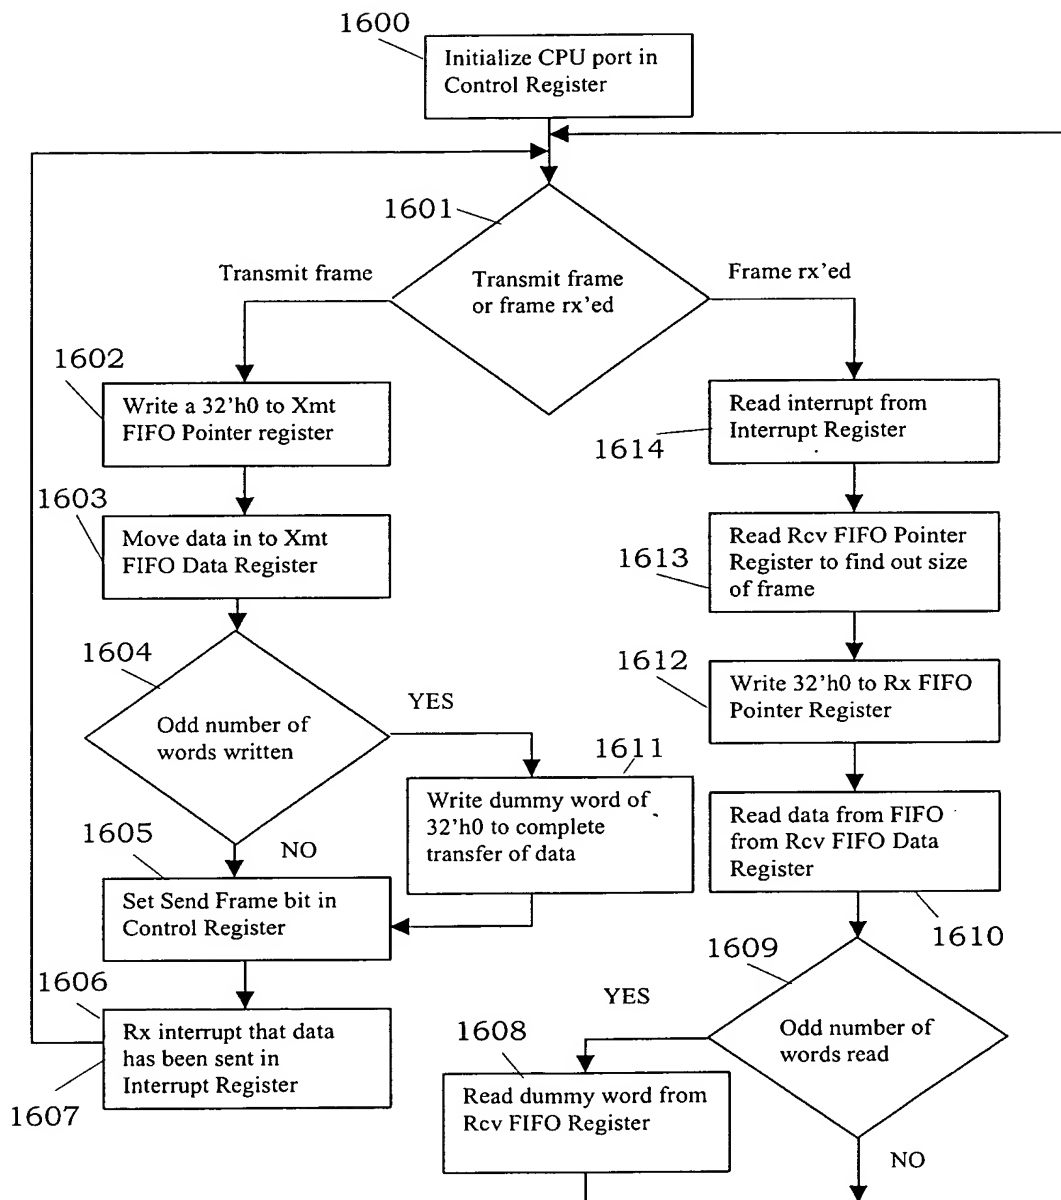 1600
Initialize CPU port in
Control Register
1601
Transmit frame
or frame rx'ed
Transmit frame
Frame rx'ed
1602
Write a 32'h0 to Xmt
FIFO Pointer register
1603
Move data in to Xmt
FIFO Data Register
1604
Odd number of
words written
YES
NO
1611
Write dummy word of
32'h0 to complete
transfer of data
1605
Set Send Frame bit in
Control Register
1606
Rx interrupt that data
has been sent in
Interrupt Register
1607
Read interrupt from
Interrupt Register
1614
Read Rcv FIFO Pointer
Register to find out size
of frame
1613
1612
Write 32'h0 to Rx FIFO
Pointer Register
Read data from FIFO
from Rcv FIFO Data
Register
1610
1609
Odd number of
words read
YES
NO
1608
Read dummy word from
Rcv FIFO Register